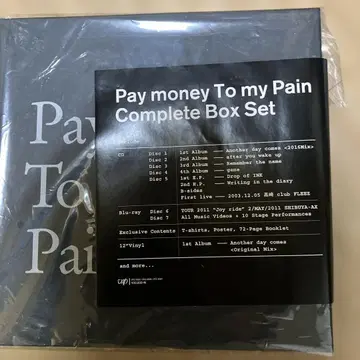 Pay
To
Pain
Pay money To my Pain
Complete Box Set
CD Disc 1 1st Album — Another day comes <2016Mix>
Disc 2 2nd Album — after you wake up
Disc 3 3rd Album — Remember the name
Disc 4 4th Album — gene
Disc 5 1st E.P. — Drop of INK
2nd E.P. — Writing in the diary
B-sides
First live — 2003.12.05 高崎 club FLEEZ
Blu-ray Disc 6 TOUR 2011 "Joy ride" 2/MAY/2011 SHIBUYA-AX
Disc 7 All Music Videos + 10 Stage Performances
Exclusive Contents T-shirts, Poster, 72-Page Booklet
12"Vinyl 1st Album — Another day comes
<Original Mix>
and more...
vap